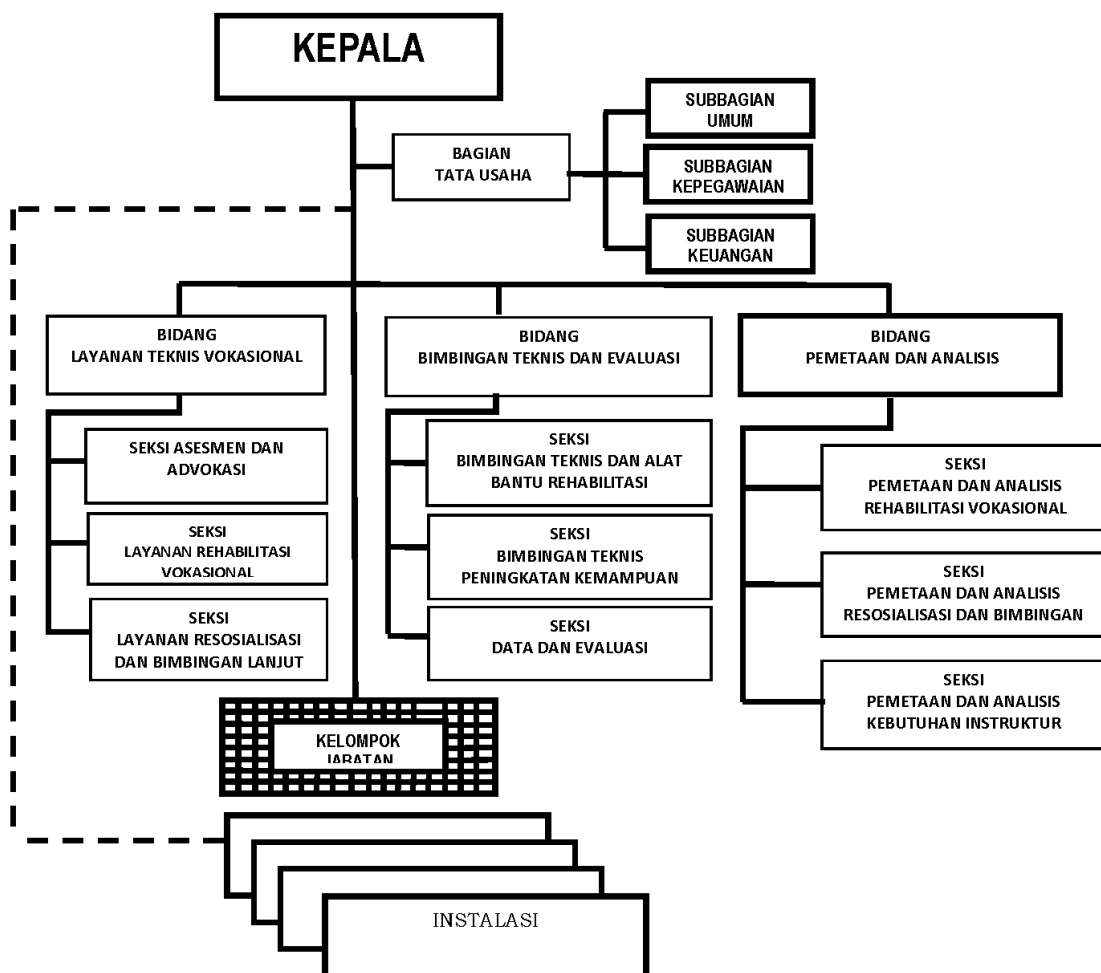 KEPALA
SUBBAGIAN
UMUM
BAGIAN
TATA USAHA
SUBBAGIAN
KEPEGAWAIAN
SUBBAGIAN
KEUANGAN
BIDANG
LAYANAN TEKNIS VOKASIONAL
BIDANG
BIMBINGAN TEKNIS DAN EVALUASI
BIDANG
PEMETAAN DAN ANALISIS
SEKSI ASESMEN DAN
ADVOKASI
SEKSI
LAYANAN REHABILITASI
VOKASIONAL
SEKSI
LAYANAN RESOSIALISASI
DAN BIMBINGAN LANJUT
SEKSI
BIMBINGAN TEKNIS DAN ALAT
BANTU REHABILITASI
SEKSI
BIMBINGAN TEKNIS
PENINGKATAN KEMAMPUAN
SEKSI
DATA DAN EVALUASI
SEKSI
PEMETAAN DAN ANALISIS
REHABILITASI VOKASIONAL
SEKSI
PEMETAAN DAN ANALISIS
RESOSIALISASI DAN BIMBINGAN
SEKSI
PEMETAAN DAN ANALISIS
KEBUTUHAN INSTRUKTUR
KELOMPOK
JABATAN
INSTALASI